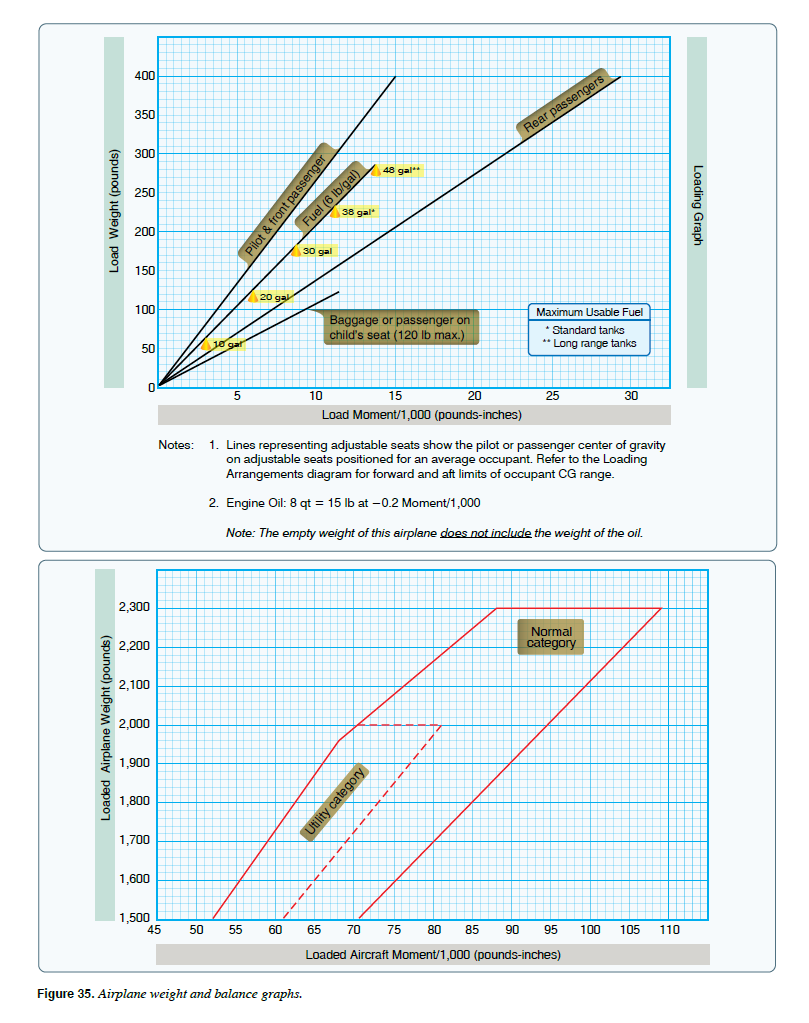 Load Weight (pounds)
400
350
300
250
200
150
100
50
0
Pilot & front passenger
Fuel (6 lb/gal)
Rear passengers
48 gal**
38 gal*
30 gal
20 gal
10 gal
Baggage or passenger on
child's seat (120 lb max.)
Maximum Usable Fuel
* Standard tanks
** Long range tanks
Loading Graph
5 10 15 20 25 30
Load Moment/1,000 (pounds-inches)
Notes: 1. Lines representing adjustable seats show the pilot or passenger center of gravity
on adjustable seats positioned for an average occupant. Refer to the Loading
Arrangements diagram for forward and aft limits of occupant CG range.
2. Engine Oil: 8 qt = 15 lb at −0.2 Moment/1,000
Note: The empty weight of this airplane does not include the weight of the oil.
Loaded Airplane Weight (pounds)
2,300
2,200
2,100
2,000
1,900
1,800
1,700
1,600
1,500
Normal
category
Utility category
45 50 55 60 65 70 75 80 85 90 95 100 105 110
Loaded Aircraft Moment/1,000 (pounds-inches)
Figure 35. Airplane weight and balance graphs.